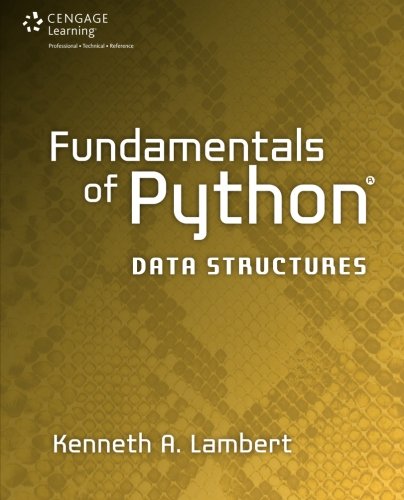 CENGAGE
Learning®
Professional • Technical • Reference
Fundamentals
of Python®
DATA STRUCTURES
Kenneth A. Lambert